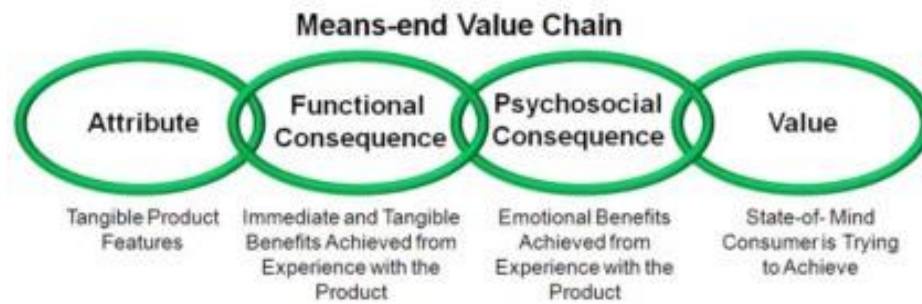 Means-end Value Chain
Attribute
Functional
Consequence
Psychosocial
Consequence
Value
Tangible Product
Features
Immediate and Tangible
Benefits Achieved from
Experience with the
Product
Emotional Benefits
Achieved from
Experience with the
Product
State-of- Mind
Consumer is Trying
to Achieve